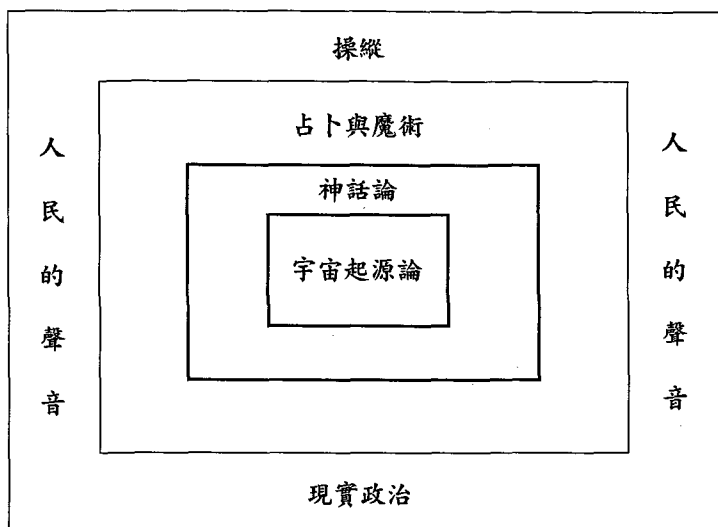 操縱
占卜與魔術
神話論
宇宙起源論
人民的聲音
人民的聲音
現實政治